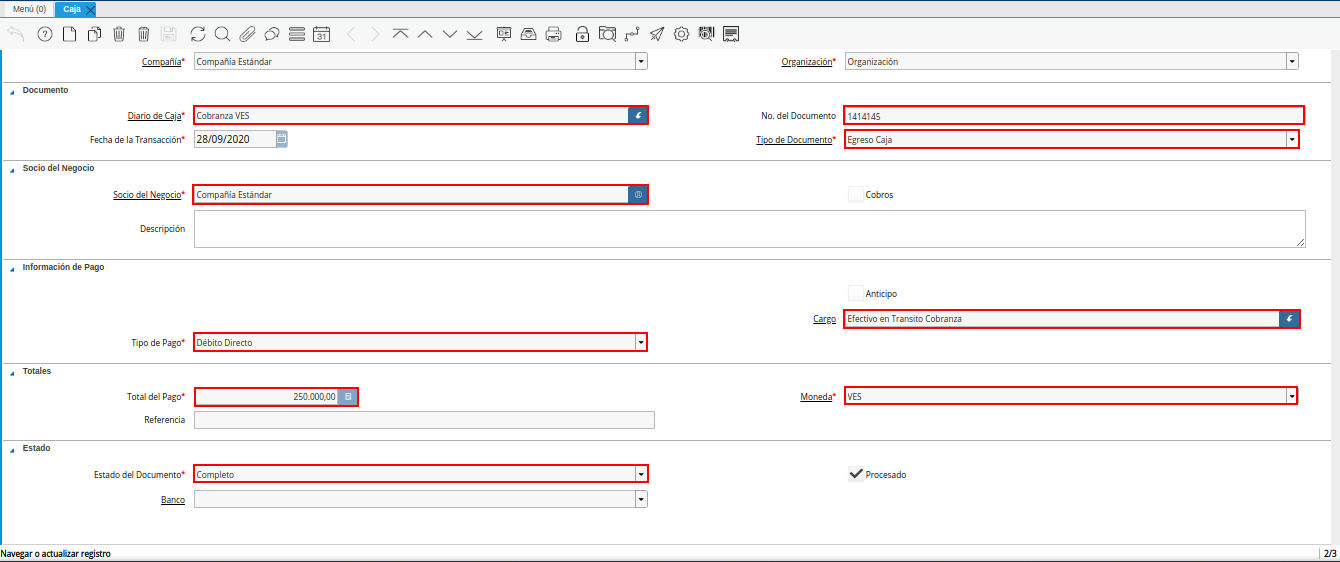 Menú (0) Caja
31
Compañía* Compañía Estándar Organización* Organización
Documento
Diario de Caja* Cobranza VES No. del Documento 1414145
Fecha de la Transacción* 28/09/2020 Tipo de Documento* Egreso Caja
Socio del Negocio
Socio del Negocio* Compañía Estándar Cobros
Descripción
Información de Pago
Anticipo
Cargo Efectivo en Transito Cobranza
Tipo de Pago* Débito Directo
Totales
Total del Pago* 250.000,00 Moneda* VES
Referencia
Estado
Estado del Documento* Completo Procesado
Banco
Navegar o actualizar registro 2/3